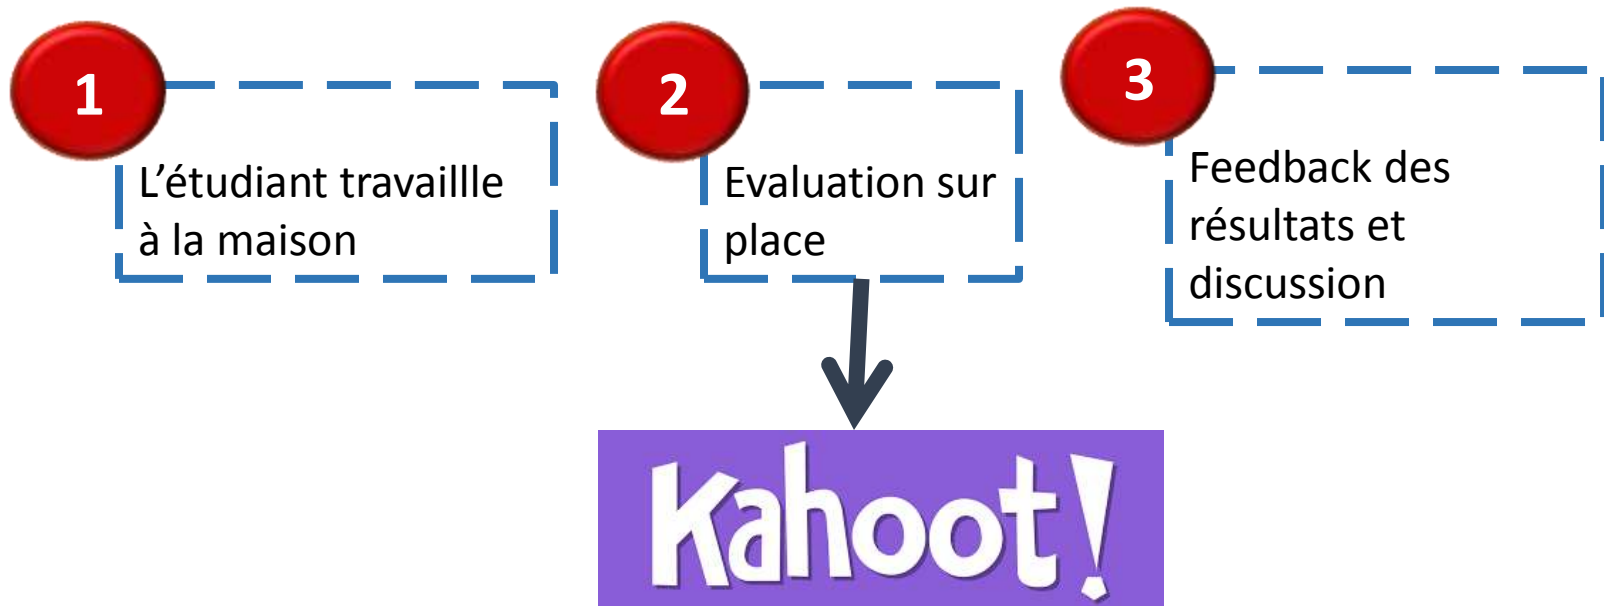 1
L’étudiant travaillle
à la maison
2
Evaluation sur
place
3
Feedback des
résultats et
discussion
Kahoot!